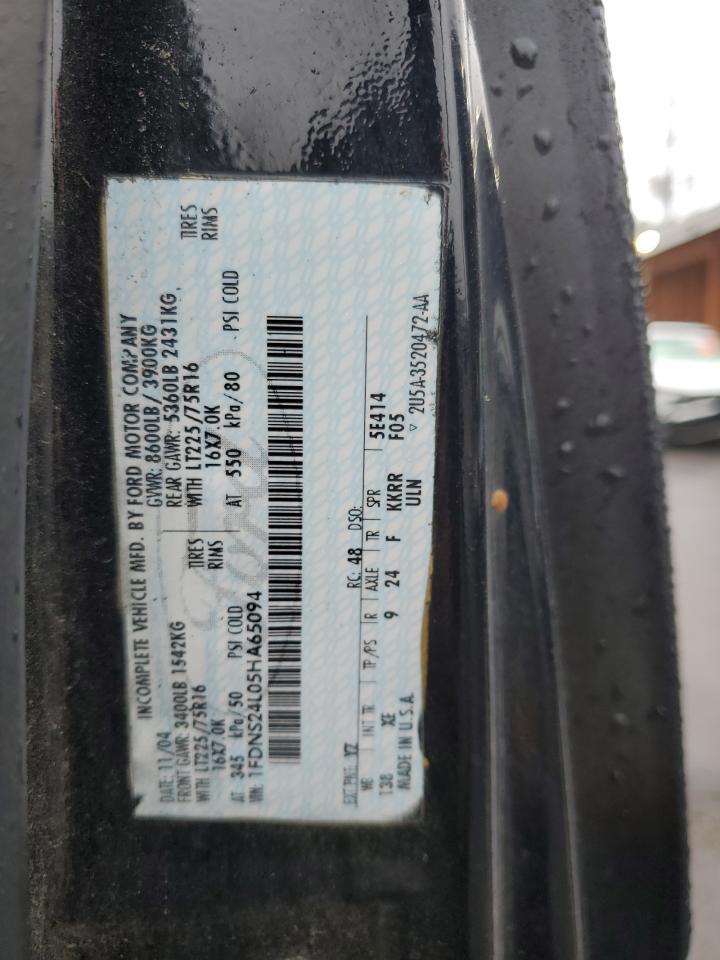 INCOMPLETE VEHICLE MFD. BY FORD MOTOR COMPANY
DATE: 11/04 GVWR: 8600LB / 3900KG
FRONT GAWR: 3400LB 1542KG REAR GAWR: 5360LB 2431KG
WITH LT225/75R16 TIRES WITH LT225/75R16 TIRES
16X7.0K RIMS 16X7.0K RIMS
AT 345 kPa/50 PSI COLD AT 550 kPa/80 PSI COLD
VIN: 1FDNS24L05HA65094
Ford
EXT PNT: YZ RC: 48 DSO:
WB INT TR TP/PS R AXLE TR SPR 5E414
138 XE 9 24 F KKRR F05
MADE IN U.S.A. ULN
▽ 2U5A-3520472-AA